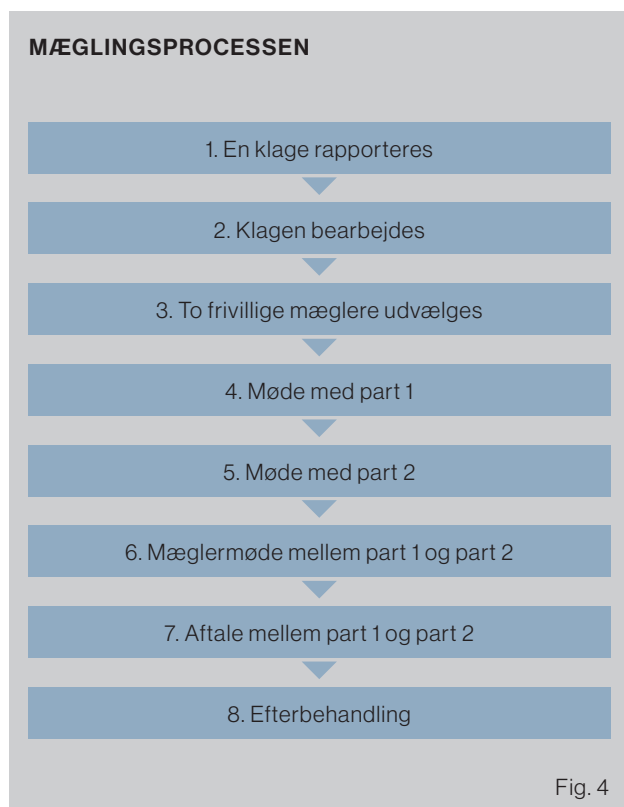 MÆGLINGSPROCESSEN
1. En klage rapporteres
2. Klagen bearbejdes
3. To frivillige mæglere udvælges
4. Møde med part 1
5. Møde med part 2
6. Mæglermøde mellem part 1 og part 2
7. Aftale mellem part 1 og part 2
8. Efterbehandling
Fig. 4